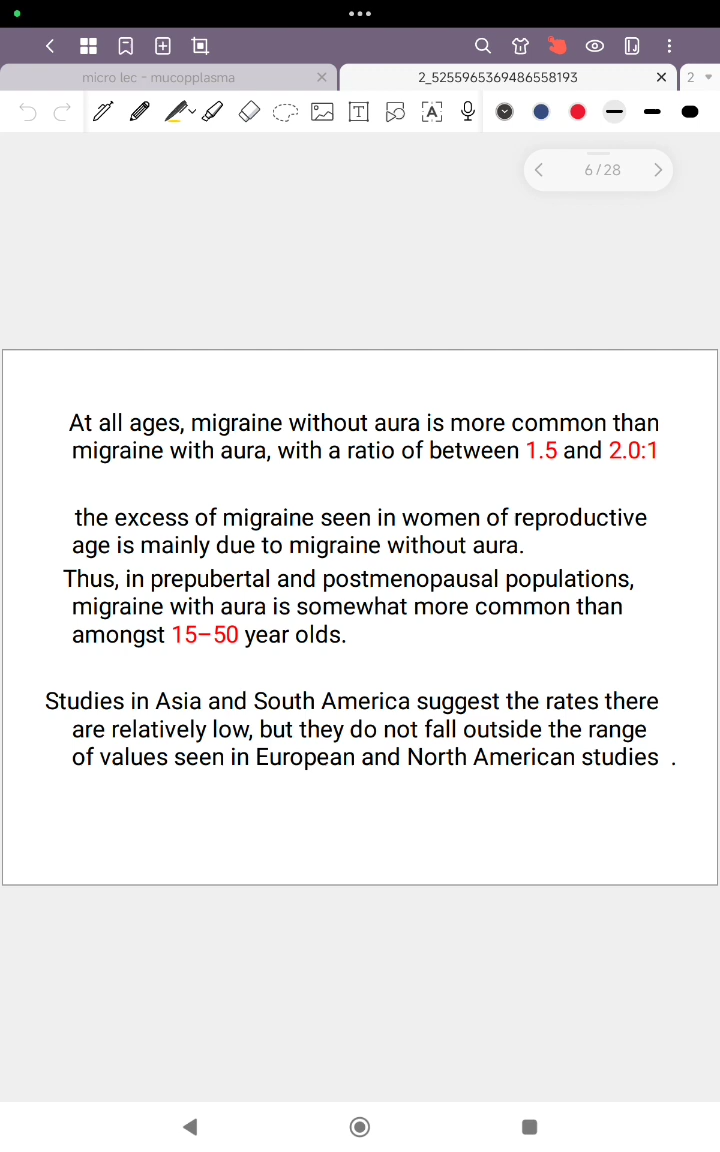 micro lec - mucopplasma
2_5255965369486558193
2
6/28
At all ages, migraine without aura is more common than
migraine with aura, with a ratio of between 1.5 and 2.0:1
the excess of migraine seen in women of reproductive
age is mainly due to migraine without aura.
Thus, in prepubertal and postmenopausal populations,
migraine with aura is somewhat more common than
amongst 15–50 year olds.
Studies in Asia and South America suggest the rates there
are relatively low, but they do not fall outside the range
of values seen in European and North American studies .